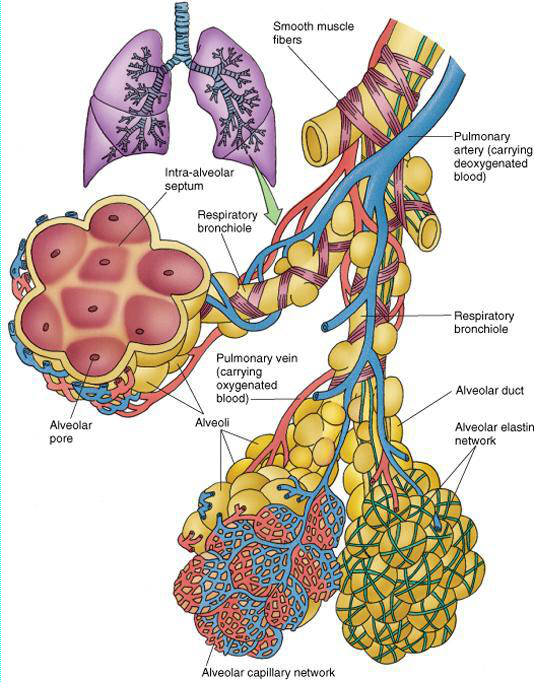 Smooth muscle
fibers
Pulmonary
artery (carrying
deoxygenated
blood)
Intra-alveolar
septum
Respiratory
bronchiole
Respiratory
bronchiole
Pulmonary vein
(carrying
oxygenated
blood)
Alveolar duct
Alveoli
Alveolar
pore
Alveolar elastin
network
Alveolar capillary network